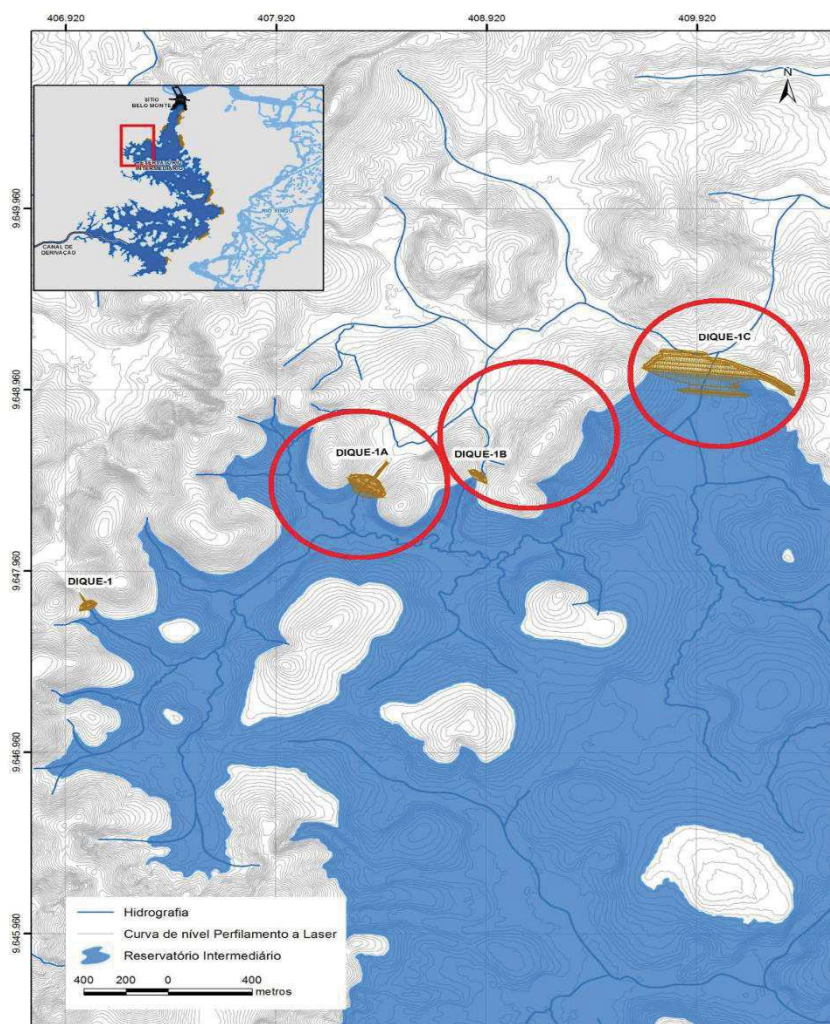 406.920 407.920 408.920 409.920
N
SÍTIO
BELO MONTE
RESERVATÓRIO
INTERMEDIÁRIO
RIO XINGU
CANAL DE
DERIVAÇÃO
9.649.960
9.648.960
9.647.960
9.646.960
9.645.960
DIQUE-1C
DIQUE-1A
DIQUE-1B
DIQUE-1
Hidrografia
Curva de nível Perfilamento a Laser
Reservatório Intermediário
400 200 0 400
metros